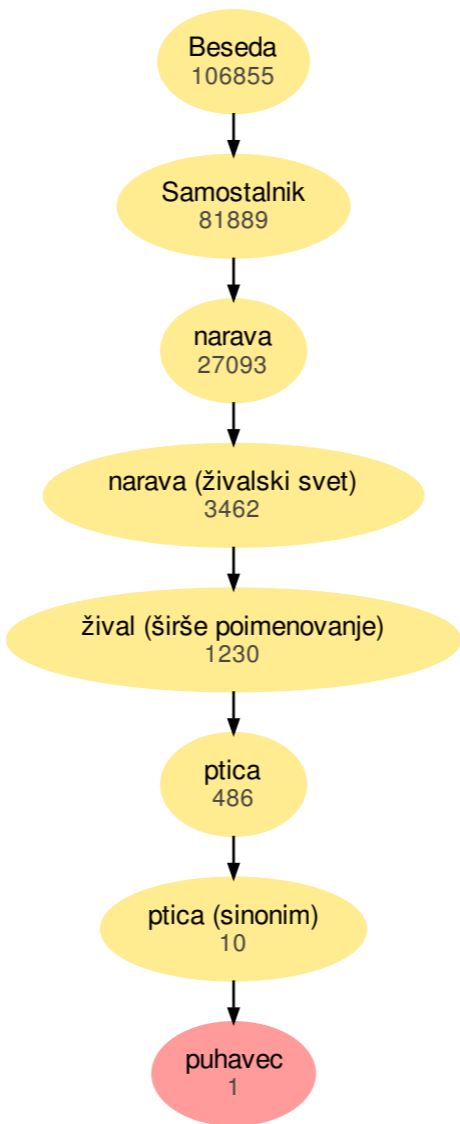 Beseda
106855
Samostalnik
81889
narava
27093
narava (živalski svet)
3462
žival (širše poimenovanje)
1230
ptica
486
ptica (sinonim)
10
puhavec
1